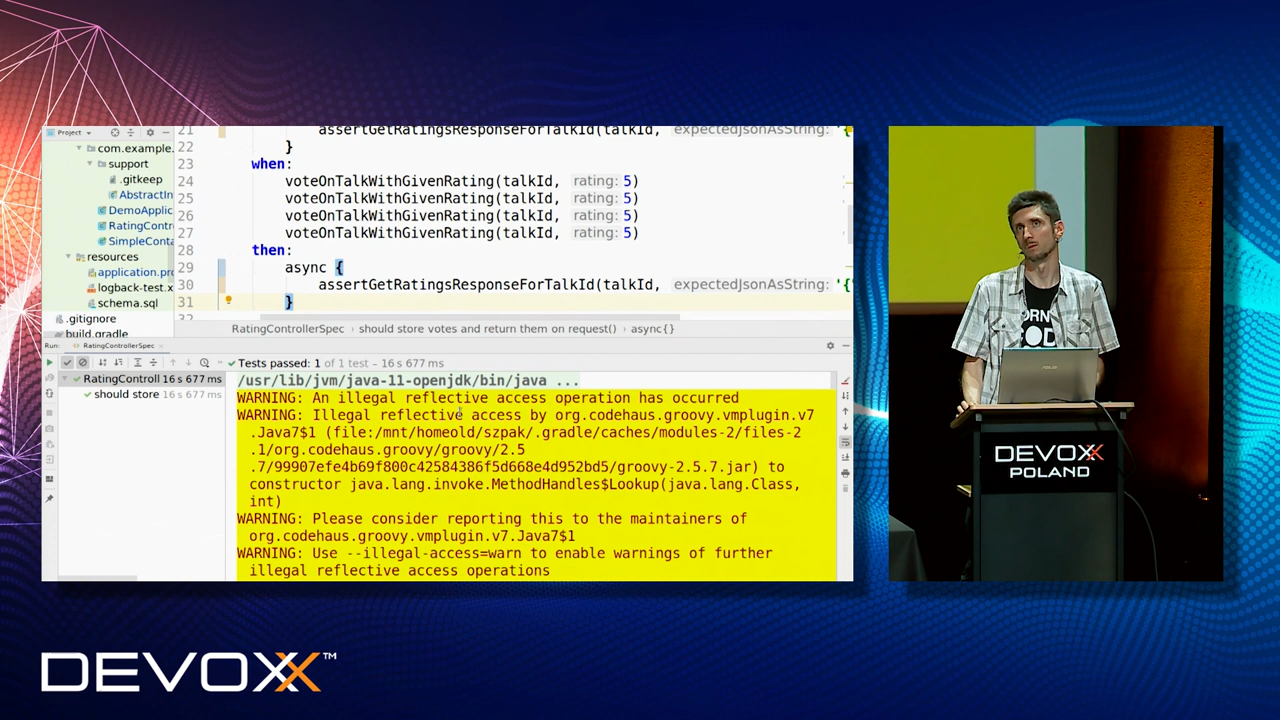 Project
com.example.
support
.gitkeep
AbstractIn
DemoApplic
RatingContr
SimpleConta
resources
application.pro
logback-test.x
schema.sql
.gitignore
build.gradle
21 assertGetRatingsResponseForTalkId(talkId, expectedJsonAsString: '{
22 }
23 when:
24 voteOnTalkWithGivenRating(talkId, rating: 5)
25 voteOnTalkWithGivenRating(talkId, rating: 5)
26 voteOnTalkWithGivenRating(talkId, rating: 5)
27 voteOnTalkWithGivenRating(talkId, rating: 5)
28 then:
29 async {
30 assertGetRatingsResponseForTalkId(talkId, expectedJsonAsString: '{
31 }
32
RatingControllerSpec › should store votes and return them on request() › async{}
Run: RatingControllerSpec
Tests passed: 1 of 1 test – 16 s 677 ms
RatingControll 16 s 677 ms
should store 16 s 677 ms
/usr/lib/jvm/java-11-openjdk/bin/java ...
WARNING: An illegal reflective access operation has occurred
WARNING: Illegal reflective access by org.codehaus.groovy.vmplugin.v7
.Java7$1 (file:/mnt/homeold/szpak/.gradle/caches/modules-2/files-2
.1/org.codehaus.groovy/groovy/2.5
.7/99907efe4b69f800c42584386f5d668e4d952bd5/groovy-2.5.7.jar) to
constructor java.lang.invoke.MethodHandles$Lookup(java.lang.Class,
int)
WARNING: Please consider reporting this to the maintainers of
org.codehaus.groovy.vmplugin.v7.Java7$1
WARNING: Use --illegal-access=warn to enable warnings of further
illegal reflective access operations
DEVOXX
POLAND
ASUS
DEVOXX™